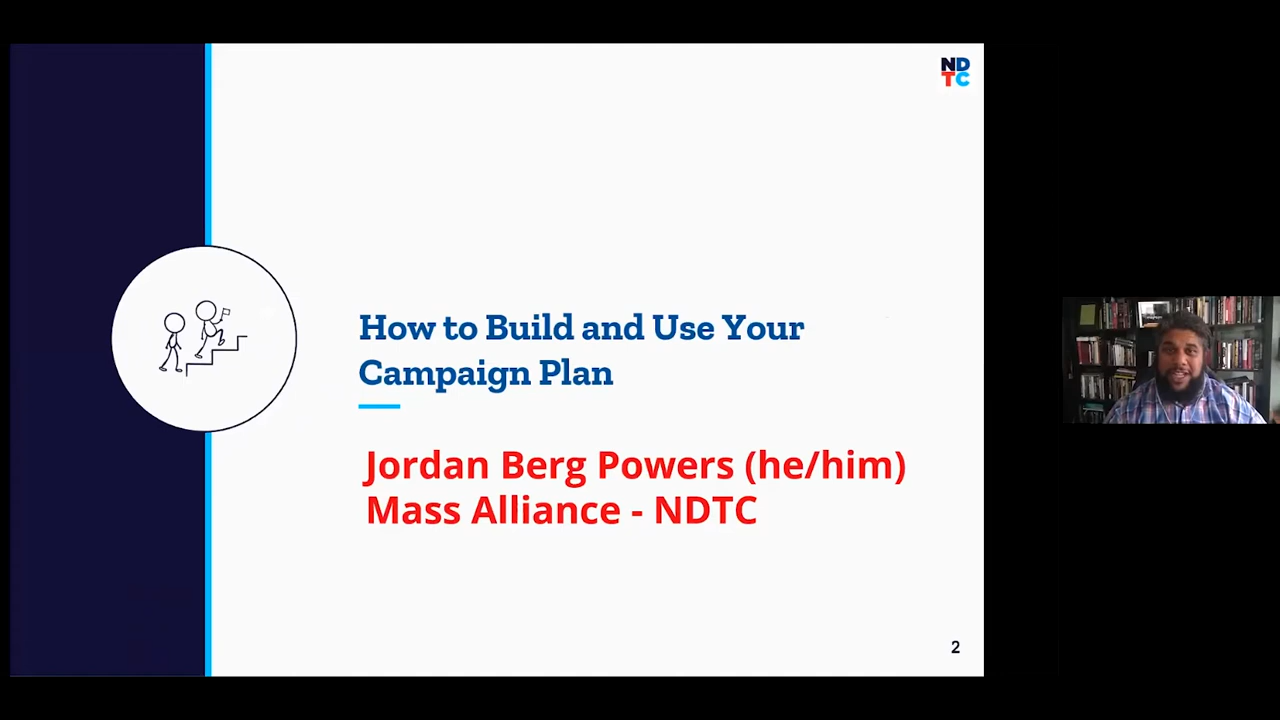 ND
TC
How to Build and Use Your
Campaign Plan
Jordan Berg Powers (he/him)
Mass Alliance - NDTC
2